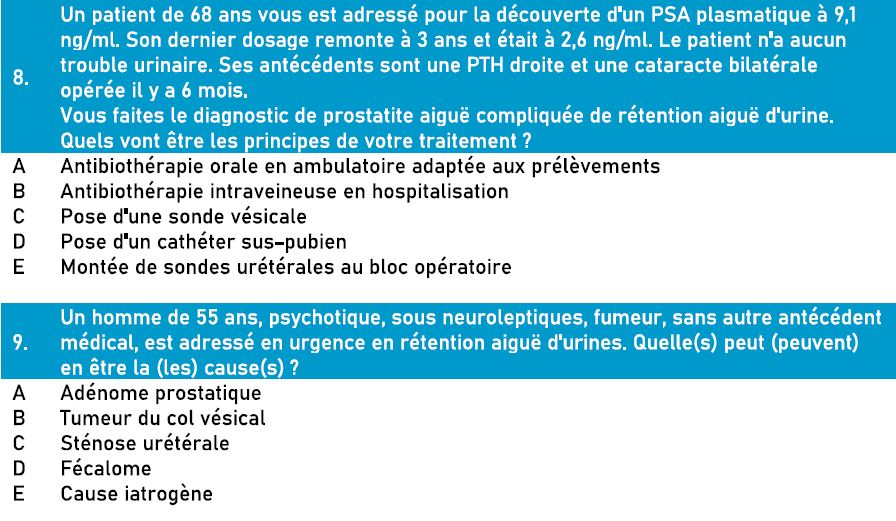 Un patient de 68 ans vous est adressé pour la découverte d'un PSA plasmatique à 9,1
ng/ml. Son dernier dosage remonte à 3 ans et était à 2,6 ng/ml. Le patient n'a aucun
trouble urinaire. Ses antécédents sont une PTH droite et une cataracte bilatérale
8. opérée il y a 6 mois.
Vous faites le diagnostic de prostatite aiguë compliquée de rétention aiguë d'urine.
Quels vont être les principes de votre traitement ?
A Antibiothérapie orale en ambulatoire adaptée aux prélèvements
B Antibiothérapie intraveineuse en hospitalisation
C Pose d'une sonde vésicale
D Pose d'un cathéter sus-pubien
E Montée de sondes urétérales au bloc opératoire
Un homme de 55 ans, psychotique, sous neuroleptiques, fumeur, sans autre antécédent
9. médical, est adressé en urgence en rétention aiguë d'urines. Quelle(s) peut (peuvent)
en être la (les) cause(s) ?
A Adénome prostatique
B Tumeur du col vésical
C Sténose urétérale
D Fécalome
E Cause iatrogène